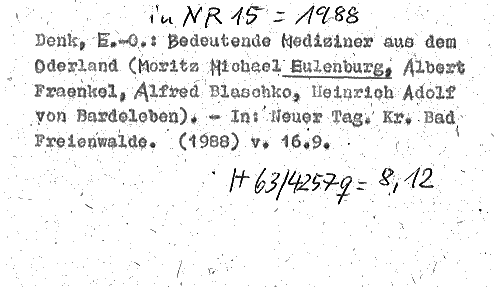 in NR 15 = 1988
Denk, E.-O.: Bedeutende Mediziner aus dem
Oderland (Moritz Michael Eulenburg, Albert
Fraenkel, Alfred Blaschko, Heinrich Adolf
von Bardeleben). - In: Neuer Tag. Kr. Bad
Freienwalde. (1988) v. 16.9.
H 63/4257q = 8,12